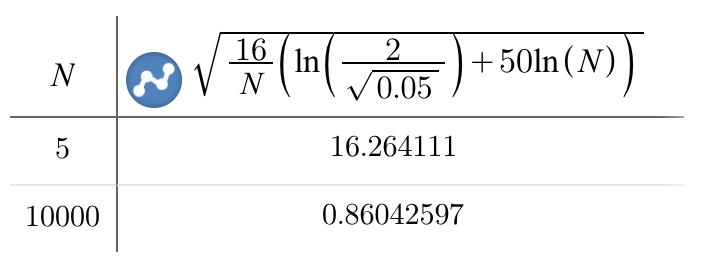 N √(16/N (ln(2/√0.05) + 50ln(N)))
5 16.264111
10000 0.86042597